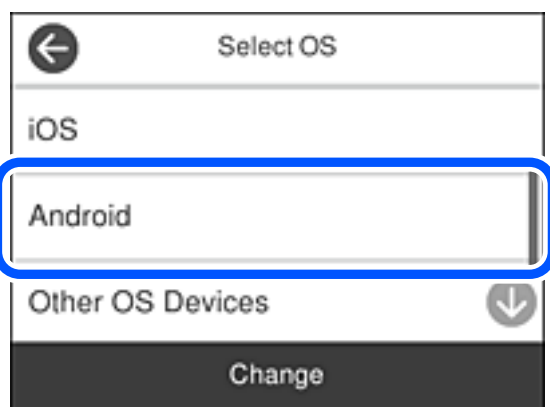 Select OS
iOS
Android
Other OS Devices
Change